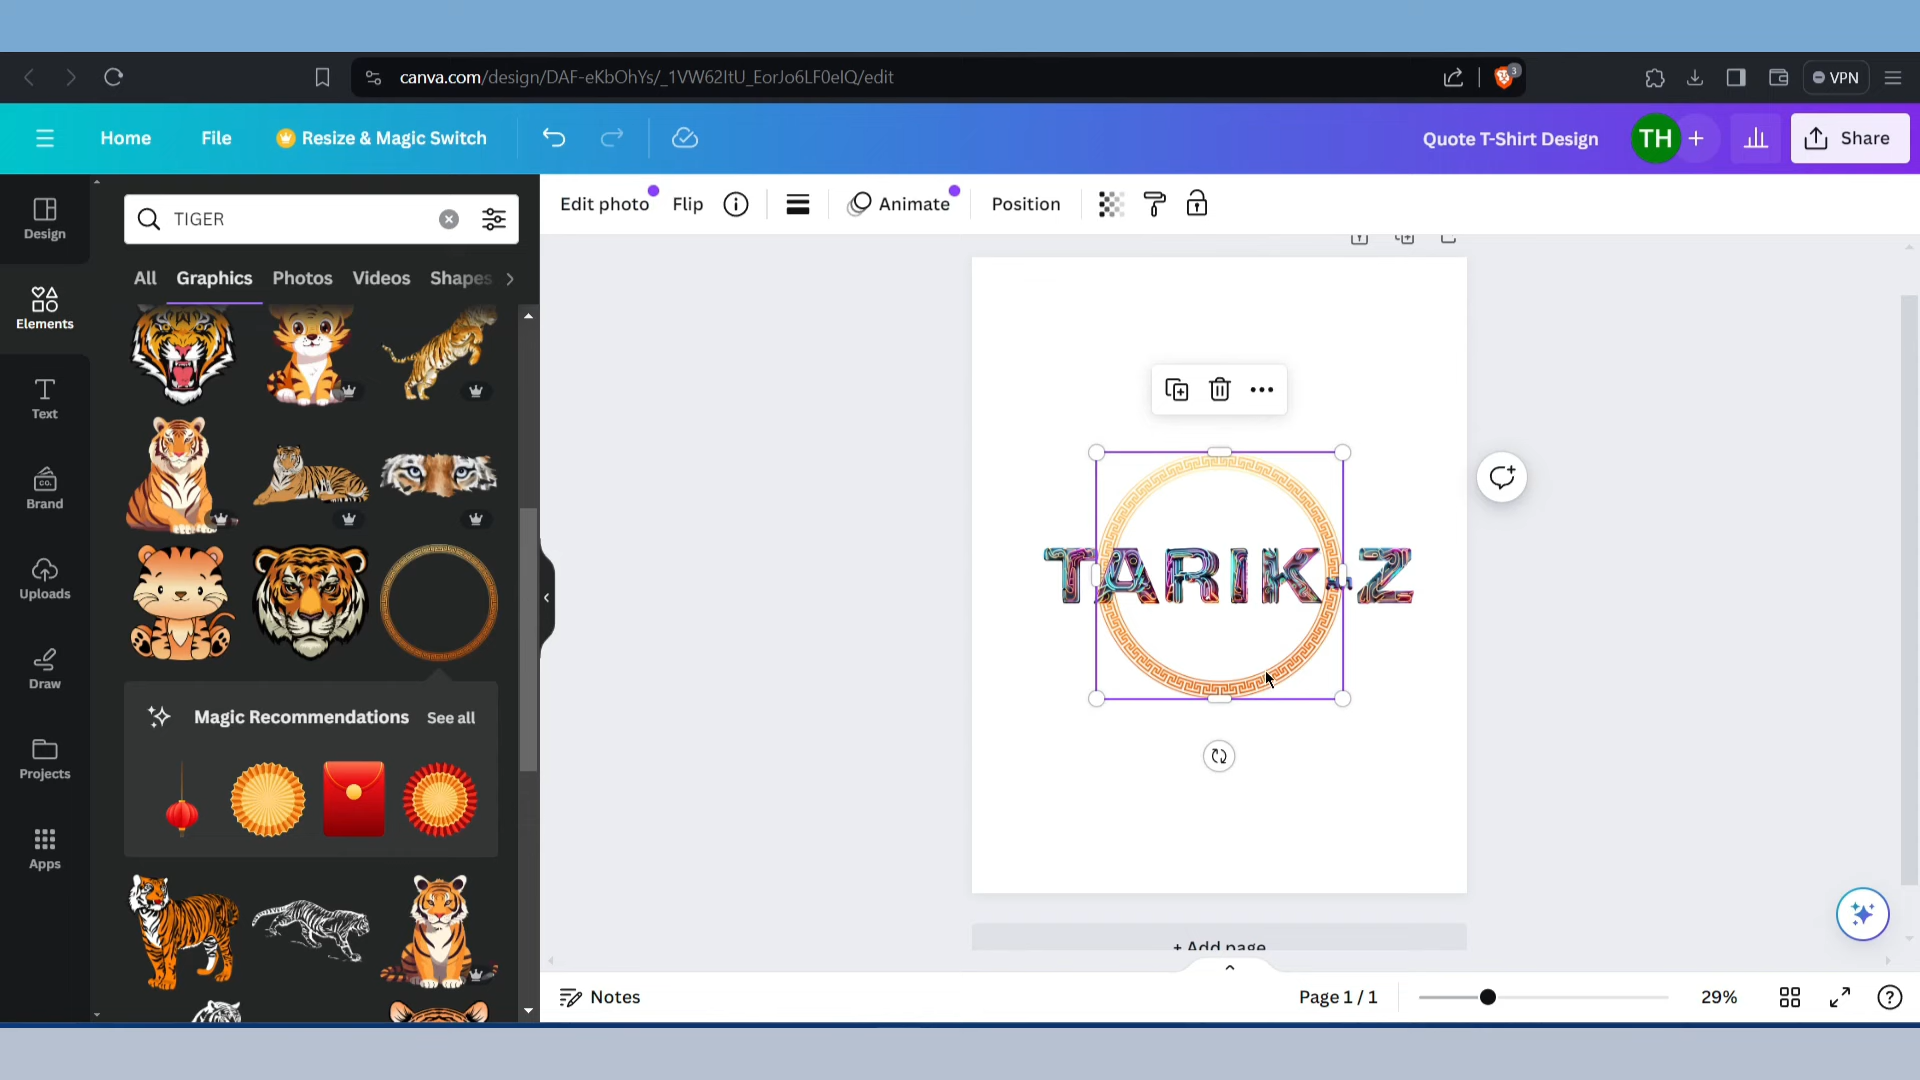 canva.com/design/DAF-eKbOhYs/_1VW62ItU_EorJo6LF0eIQ/edit
3
VPN
Home
File
Resize & Magic Switch
Quote T-Shirt Design
TH
Share
Design
Elements
Text
Brand
Uploads
Draw
Projects
Apps
TIGER
All
Graphics
Photos
Videos
Shapes
Magic Recommendations
See all
Edit photo
Flip
Animate
Position
TARIK
Z
+ Add page
Notes
Page 1 / 1
29%